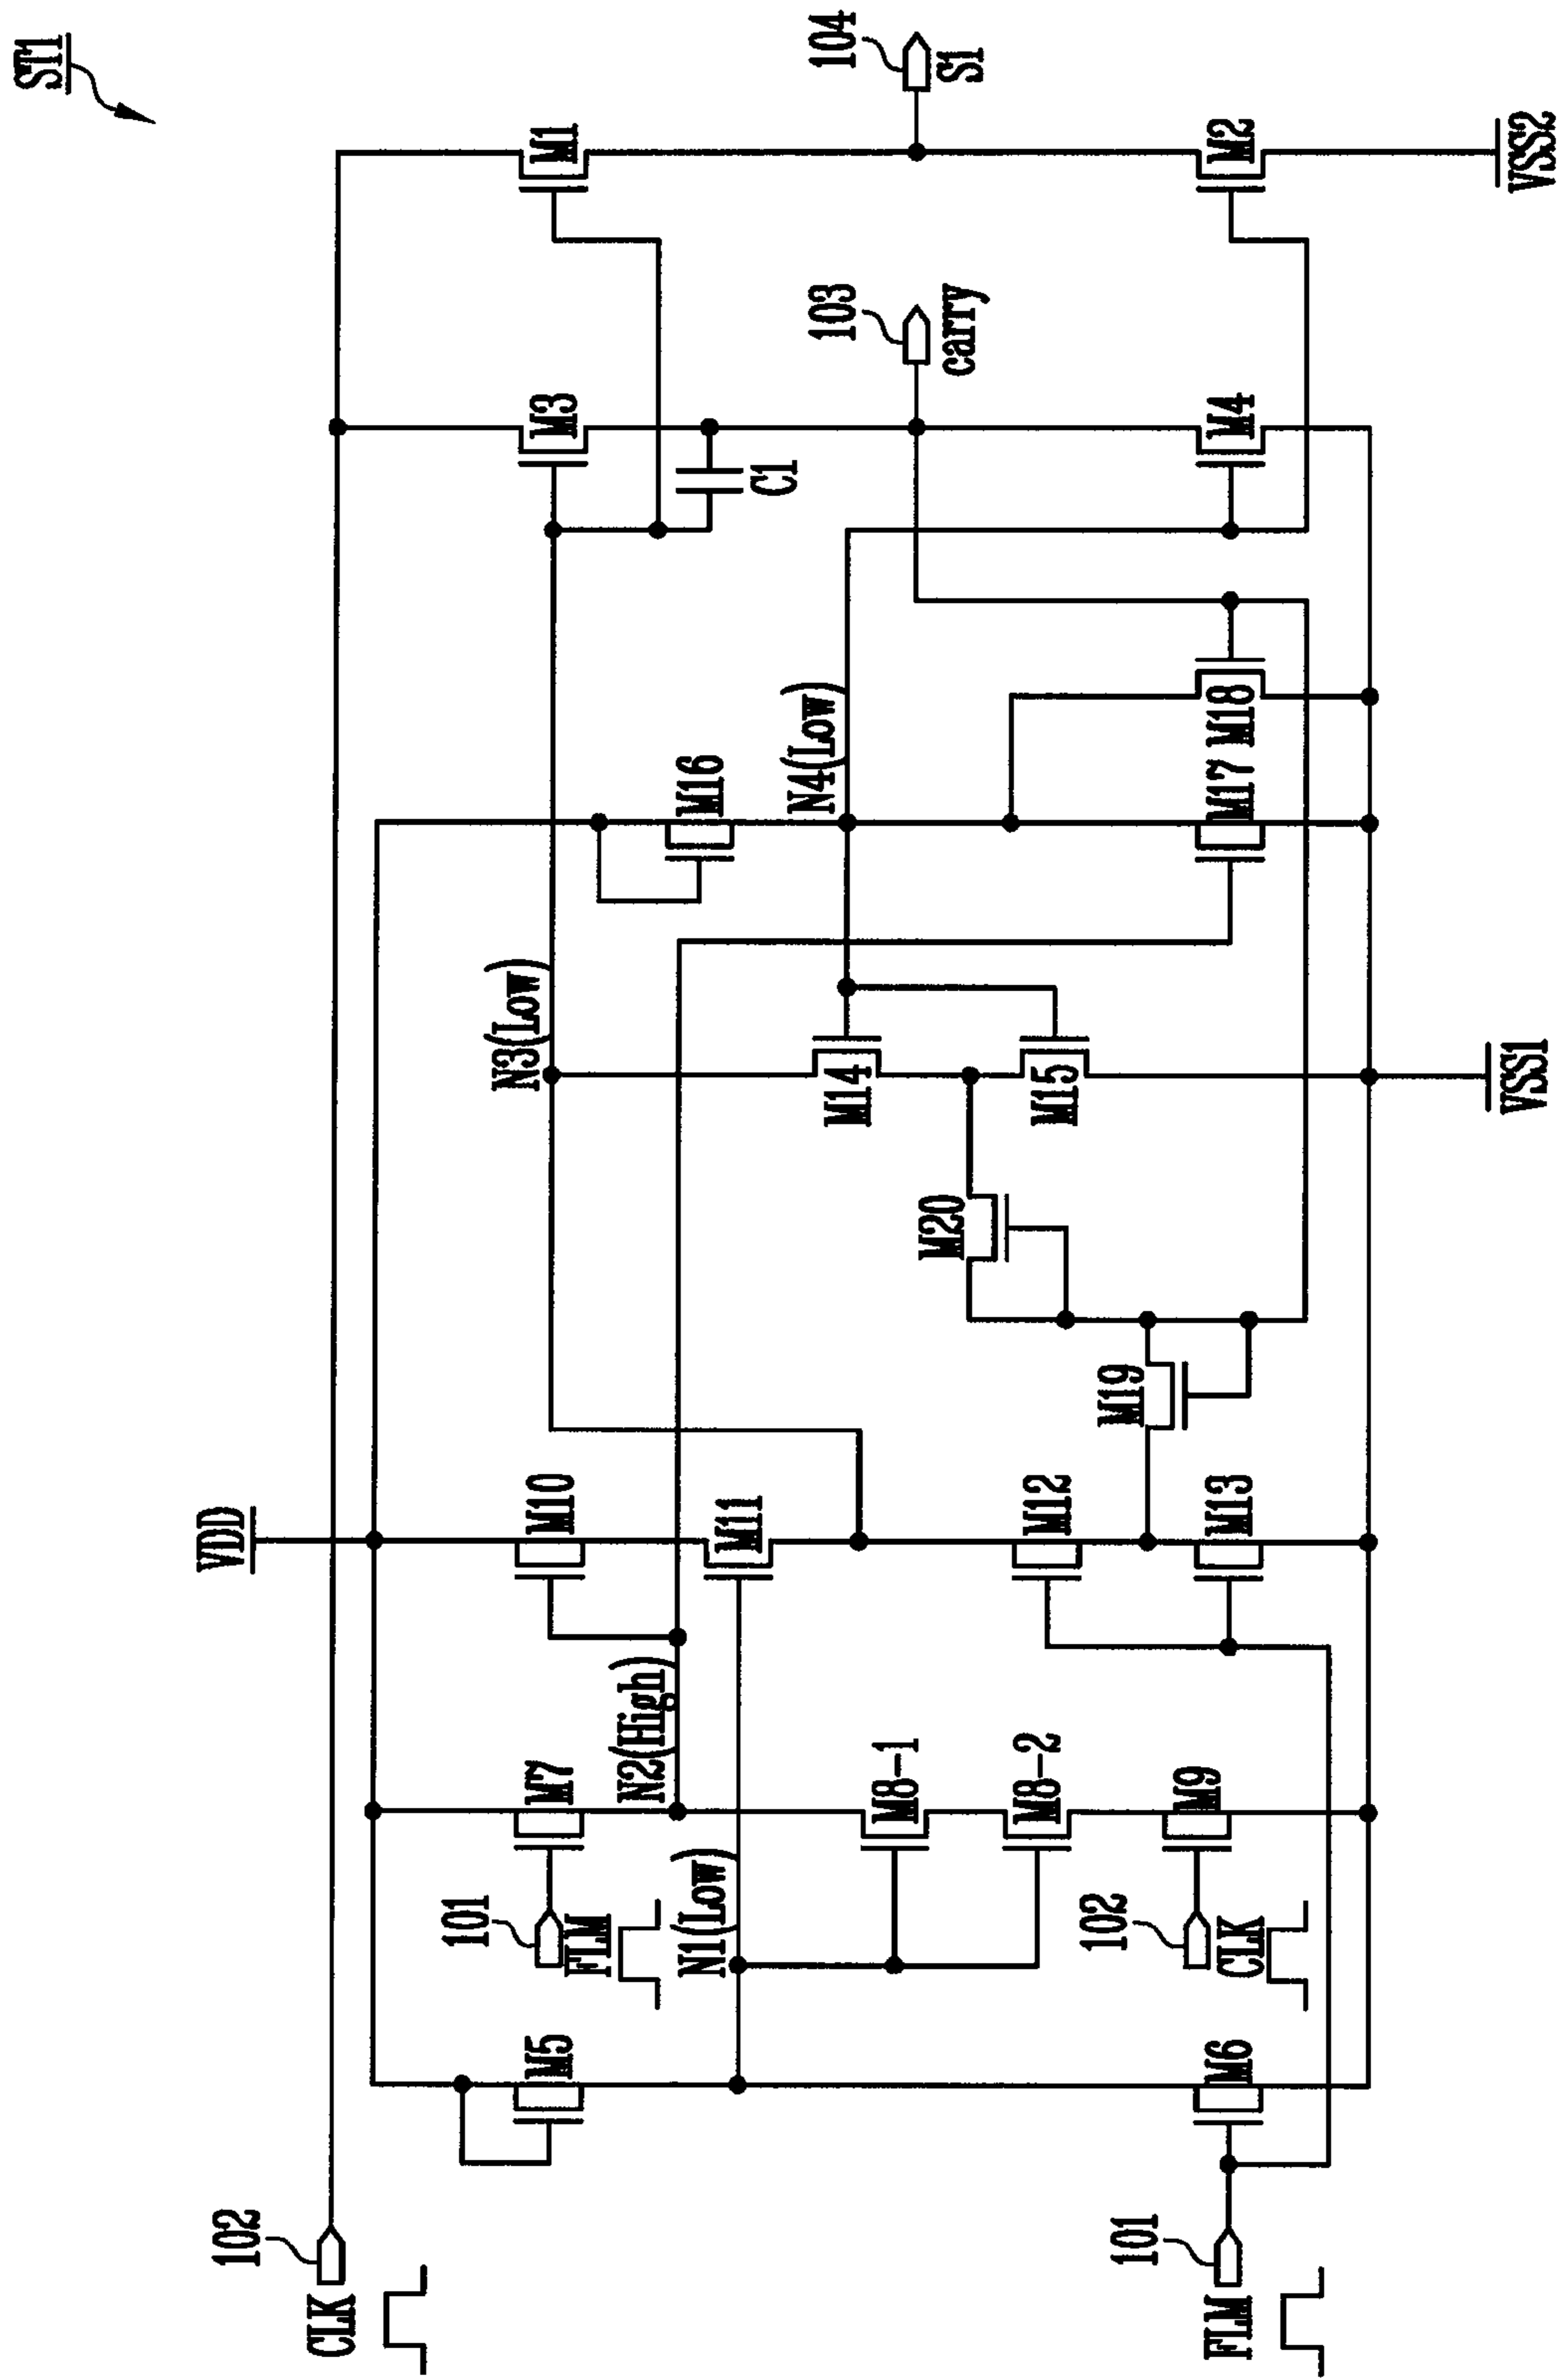 ST1
102
CLK
VDD
M5
M7
M10
M3
M1
101
FLM
N2(High)
N3(Low)
M16
C1
N1(Low)
M11
N4(Low)
M8-1
M14
103
carry
104
S1
M20
M8-2
M12
M15
M19
102
CLK
101
FLM
M6
M9
M13
M17
M18
M4
M2
VSS1
VSS2